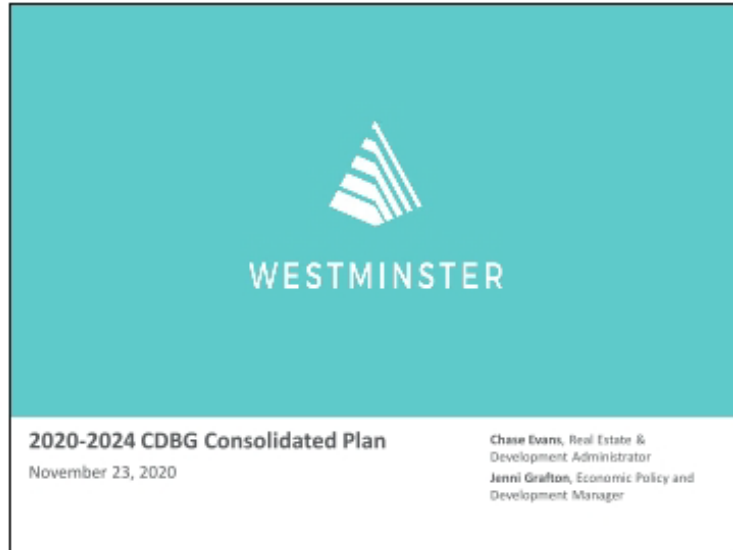 WESTMINSTER
2020-2024 CDBG Consolidated Plan
November 23, 2020
Chase Evans, Real Estate &
Development Administrator
Jenni Grafton, Economic Policy and
Development Manager